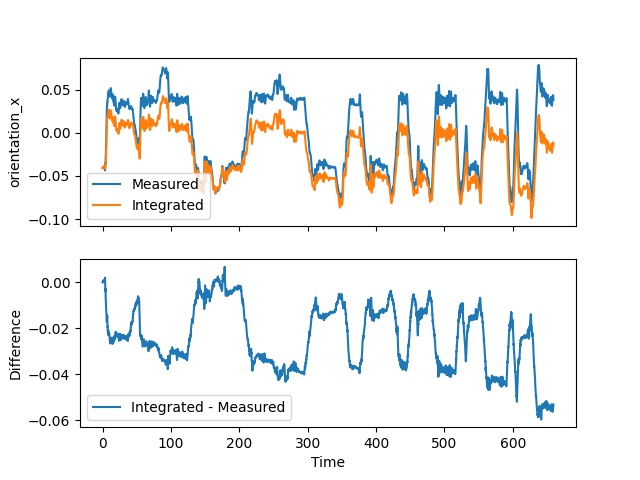 orientation_x
0.05
0.00
−0.05
−0.10
Measured
Integrated
Difference
0.00
−0.02
−0.04
−0.06
Integrated - Measured
0 100 200 300 400 500 600
Time